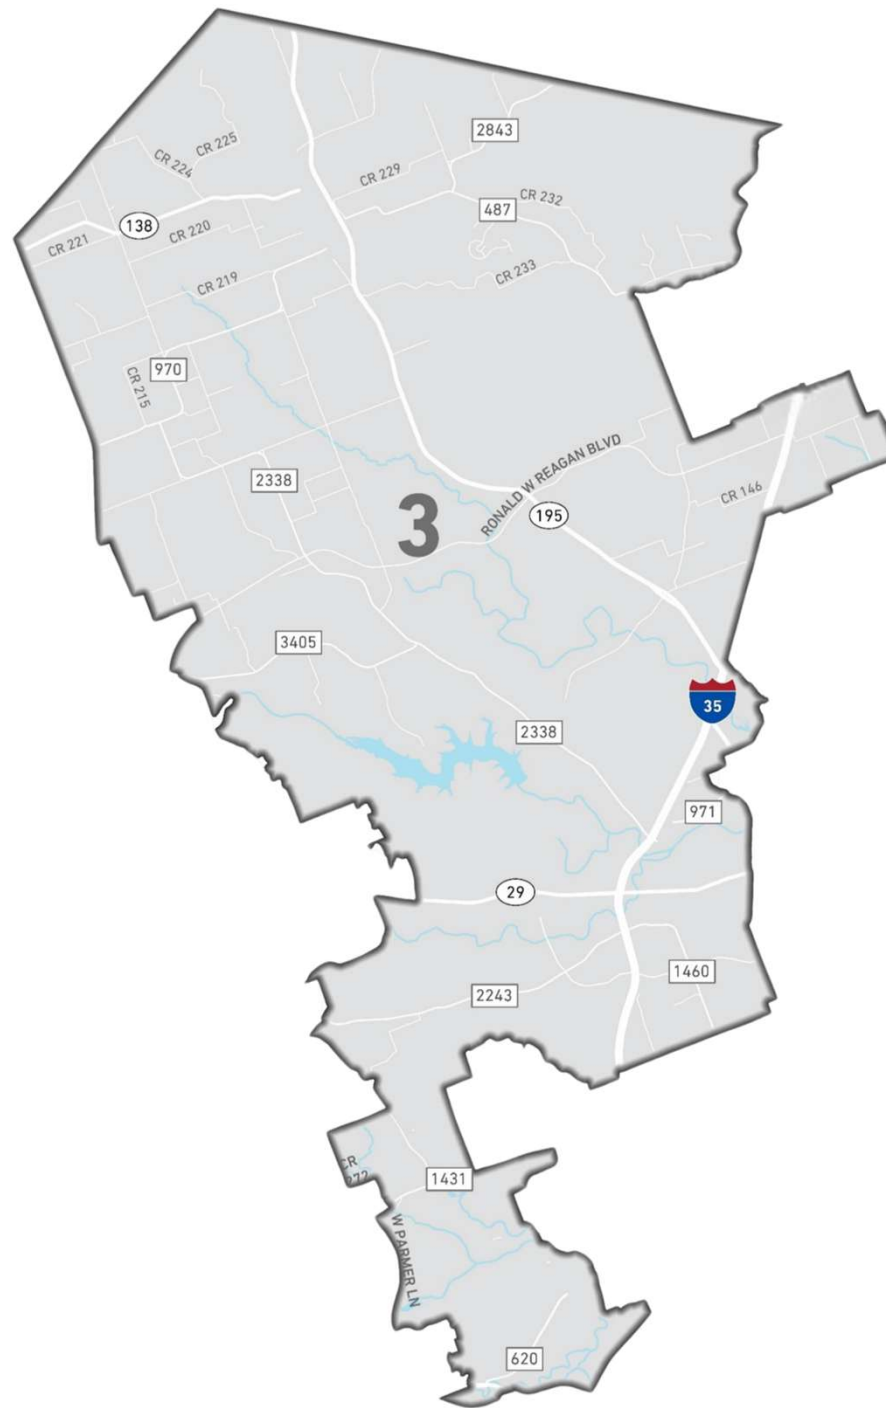 2843
CR 225
CR 224
CR 229
CR 232
487
138
CR 220
CR 221
CR 233
CR 219
970
CR 215
RONALD W REAGAN BLVD
2338
CR 146
3
195
3405
35
2338
971
29
1460
2243
CR
272
1431
W PARMER LN
620